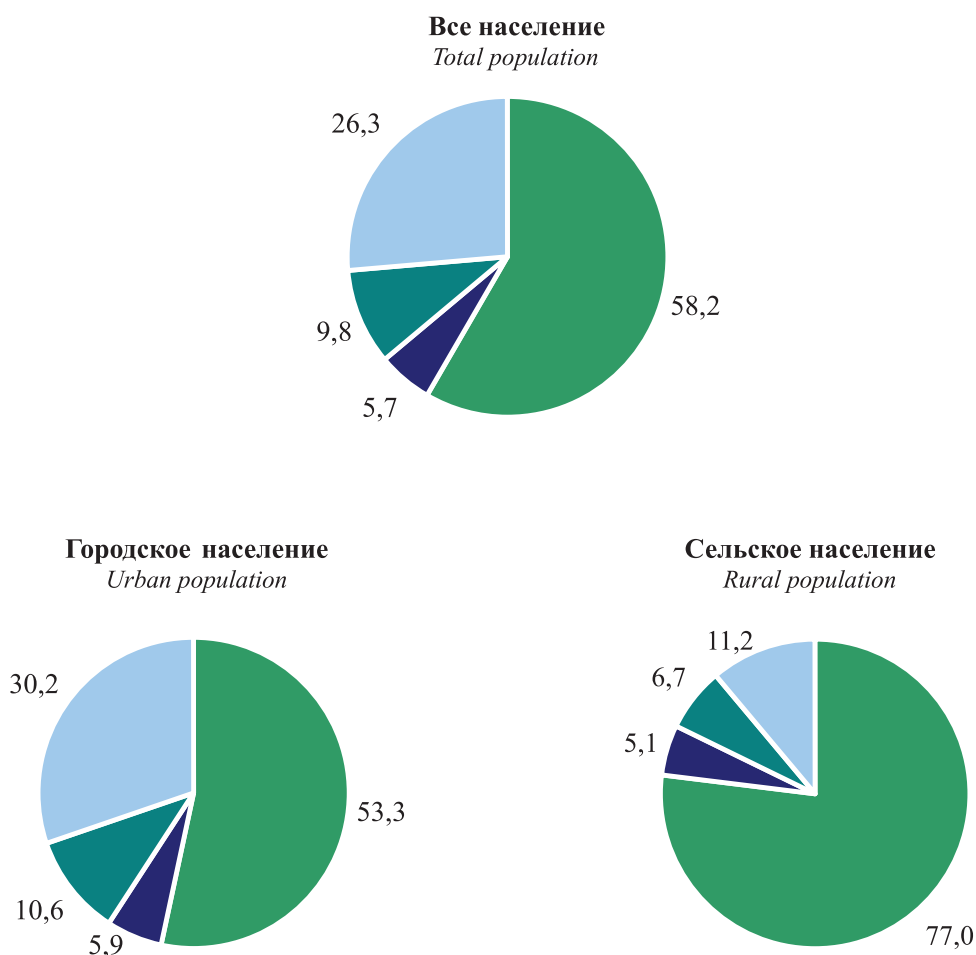 Все население
Total population
26,3
58,2
9,8
5,7
Городское население
Urban population
30,2
53,3
10,6
5,9
Сельское население
Rural population
11,2
6,7
5,1
77,0